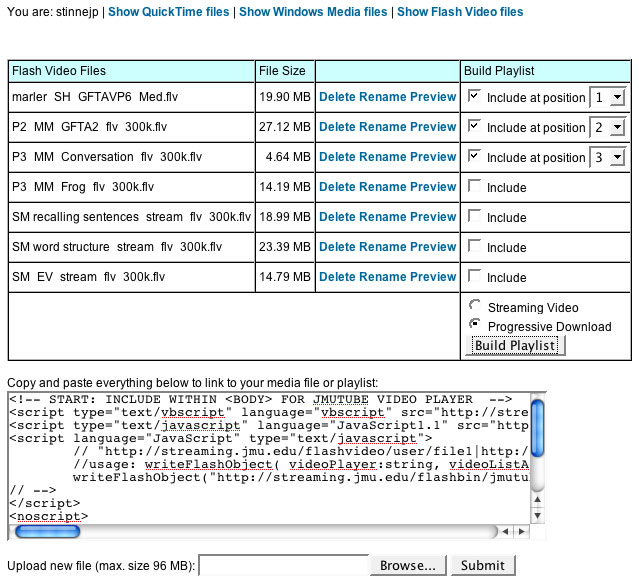 You are: stinnejp | Show QuickTime files | Show Windows Media files | Show Flash Video files
Flash Video Files File Size Build Playlist
marler SH GFTAVP6 Med.flv 19.90 MB Delete Rename Preview Include at position 1
P2 MM GFTA2 flv 300k.flv 27.12 MB Delete Rename Preview Include at position 2
P3 MM Conversation flv 300k.flv 4.64 MB Delete Rename Preview Include at position 3
P3 MM Frog flv 300k.flv 14.19 MB Delete Rename Preview Include
SM recalling sentences stream flv 300k.flv 18.99 MB Delete Rename Preview Include
SM word structure stream flv 300k.flv 23.39 MB Delete Rename Preview Include
SM EV stream flv 300k.flv 14.79 MB Delete Rename Preview Include
Streaming Video
Progressive Download
Build Playlist
Copy and paste everything below to link to your media file or playlist:
<!-- START: INCLUDE WITHIN <BODY> FOR JMUTUBE VIDEO PLAYER -->
<script type="text/vbscript" language="vbscript" src="http://stre
<script type="text/javascript" language="JavaScript1.1" src="http
<script language="JavaScript" type="text/javascript">
// "http://streaming.jmu.edu/flashvideo/user/file1|http:/
//usage: writeFlashObject( videoPlayer:string, videoListA
writeFlashObject("http://streaming.jmu.edu/flashbin/jmutu
// -->
</script>
<noscript>
Upload new file (max. size 96 MB): Browse... Submit